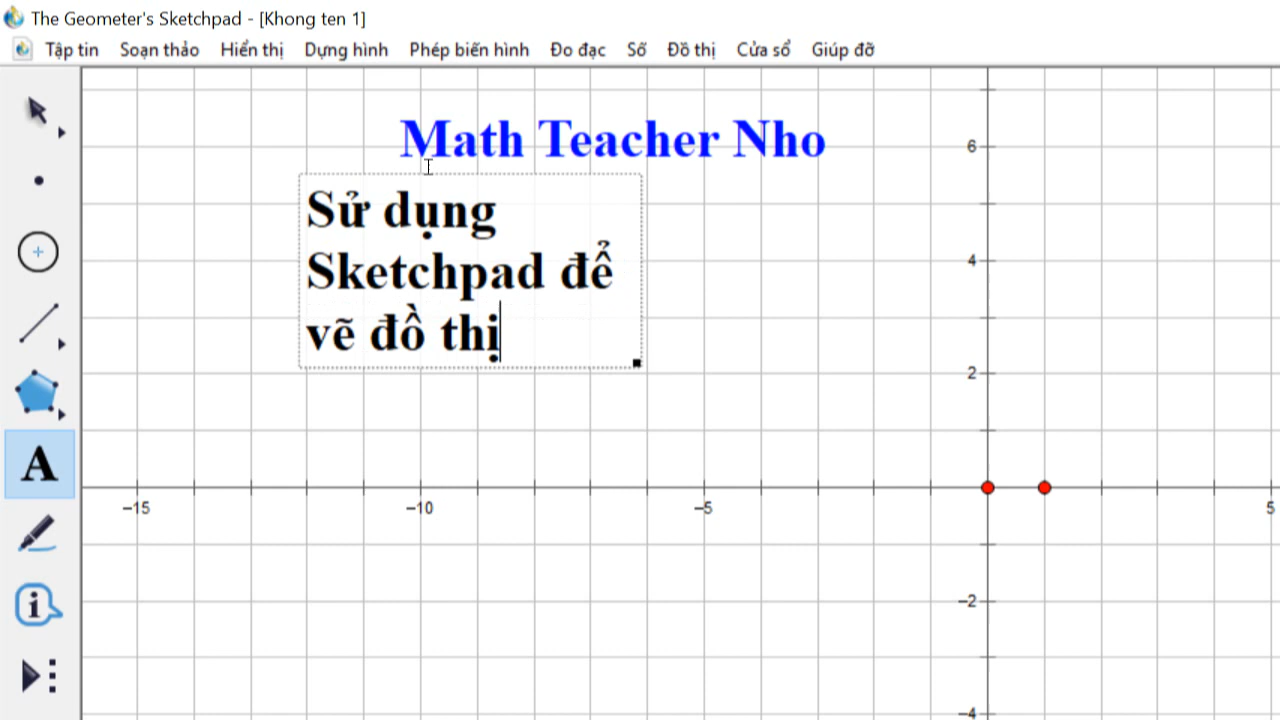 The Geometer's Sketchpad - [Khong ten 1]
Tập tin Soạn thảo Hiển thị Dựng hình Phép biến hình Đo đạc Số Đồ thị Cửa sổ Giúp đỡ
Math Teacher Nho
Sử dụng
Sketchpad để
vẽ đồ thị
A
6
4
2
−15 −10 −5 5
−2
−4